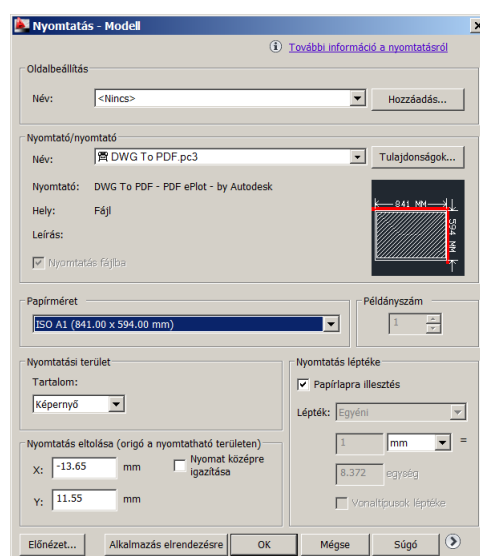 Nyomtatás - Modell
További információ a nyomtatásról
Oldalbeállítás
Név: <Nincs> Hozzáadás...
Nyomtató/nyomtató
Név: DWG To PDF.pc3 Tulajdonságok...
Nyomtató: DWG To PDF - PDF ePlot - by Autodesk
Hely: Fájl
Leírás:
Nyomtatás fájlba
841 MM
594 MM
Papírméret
ISO A1 (841.00 x 594.00 mm)
Példányszám
1
Nyomtatási terület
Tartalom:
Képernyő
Nyomtatás léptéke
Papírlapra illesztés
Lépték: Egyéni
1 mm =
8.372 egység
Vonaltípusok léptéke
Nyomtatás eltolása (origó a nyomtatható területen)
X: -13.65 mm
Nyomat középre
igazítása
Y: 11.55 mm
Előnézet... Alkalmazás elrendezésre OK Mégse Súgó